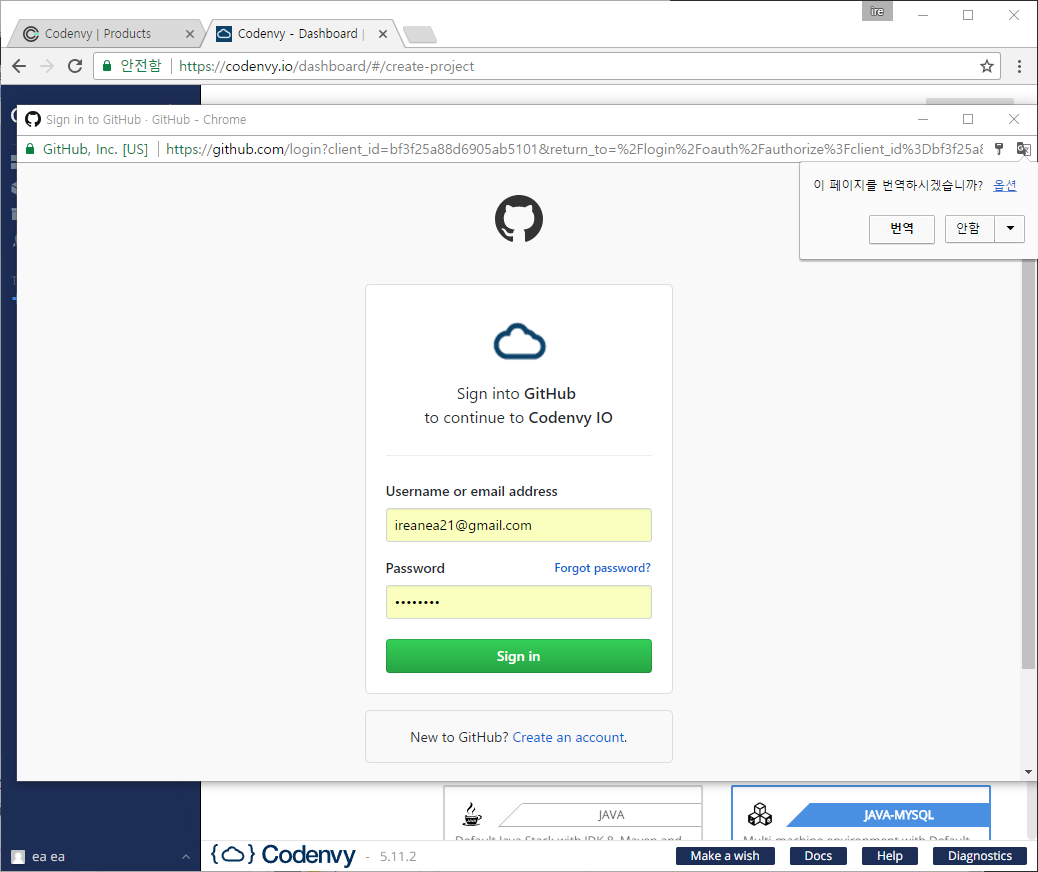 ire
Codenvy | Products
Codenvy - Dashboard |
안전함
https://codenvy.io/dashboard/#/create-project
Sign in to GitHub · GitHub - Chrome
GitHub, Inc. [US]
https://github.com/login?client_id=bf3f25a88d6905ab5101&return_to=%2Flogin%2Foauth%2Fauthorize%3Fclient_id%3Dbf3f25a8
이 페이지를 번역하시겠습니까? 옵션
번역
안함
Sign into GitHub
to continue to Codenvy IO
Username or email address
ireanea21@gmail.com
Password
Forgot password?
••••••••
Sign in
New to GitHub? Create an account.
JAVA
JAVA-MYSQL
Default Java Stack with JDK 8, Maven and
Multi-machine environment with Default
ea ea
{} Codenvy - 5.11.2
Make a wish
Docs
Help
Diagnostics